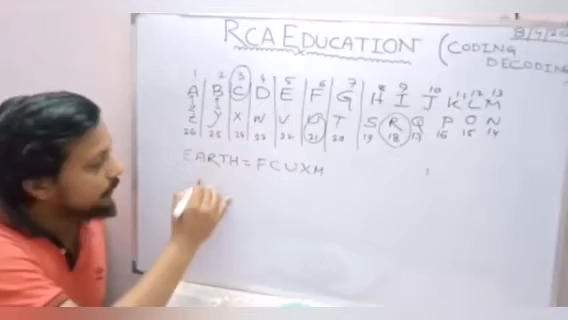 RCA EDUCATION (CODING DECODING)
1 2 3 4 5 6 7 8 9 10 11 12 13
A B C D E F G H I J K L M
Z Y X W V U T S R Q P O N
26 25 24 23 22 21 20 19 18 17 16 15 14
EARTH = FCUXM